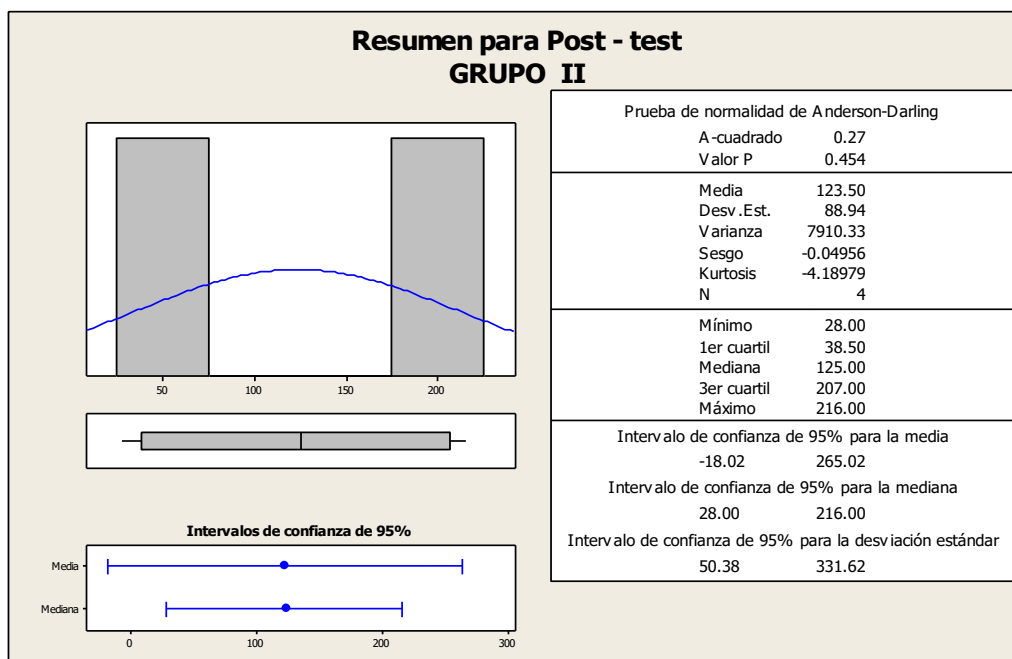 Resumen para Post - test
GRUPO II
50 100 150 200
Intervalos de confianza de 95%
Media
Mediana
0 100 200 300
Prueba de normalidad de Anderson-Darling
A-cuadrado 0.27
Valor P 0.454
Media 123.50
Desv.Est. 88.94
Varianza 7910.33
Sesgo -0.04956
Kurtosis -4.18979
N 4
Mínimo 28.00
1er cuartil 38.50
Mediana 125.00
3er cuartil 207.00
Máximo 216.00
Intervalo de confianza de 95% para la media
-18.02 265.02
Intervalo de confianza de 95% para la mediana
28.00 216.00
Intervalo de confianza de 95% para la desviación estándar
50.38 331.62